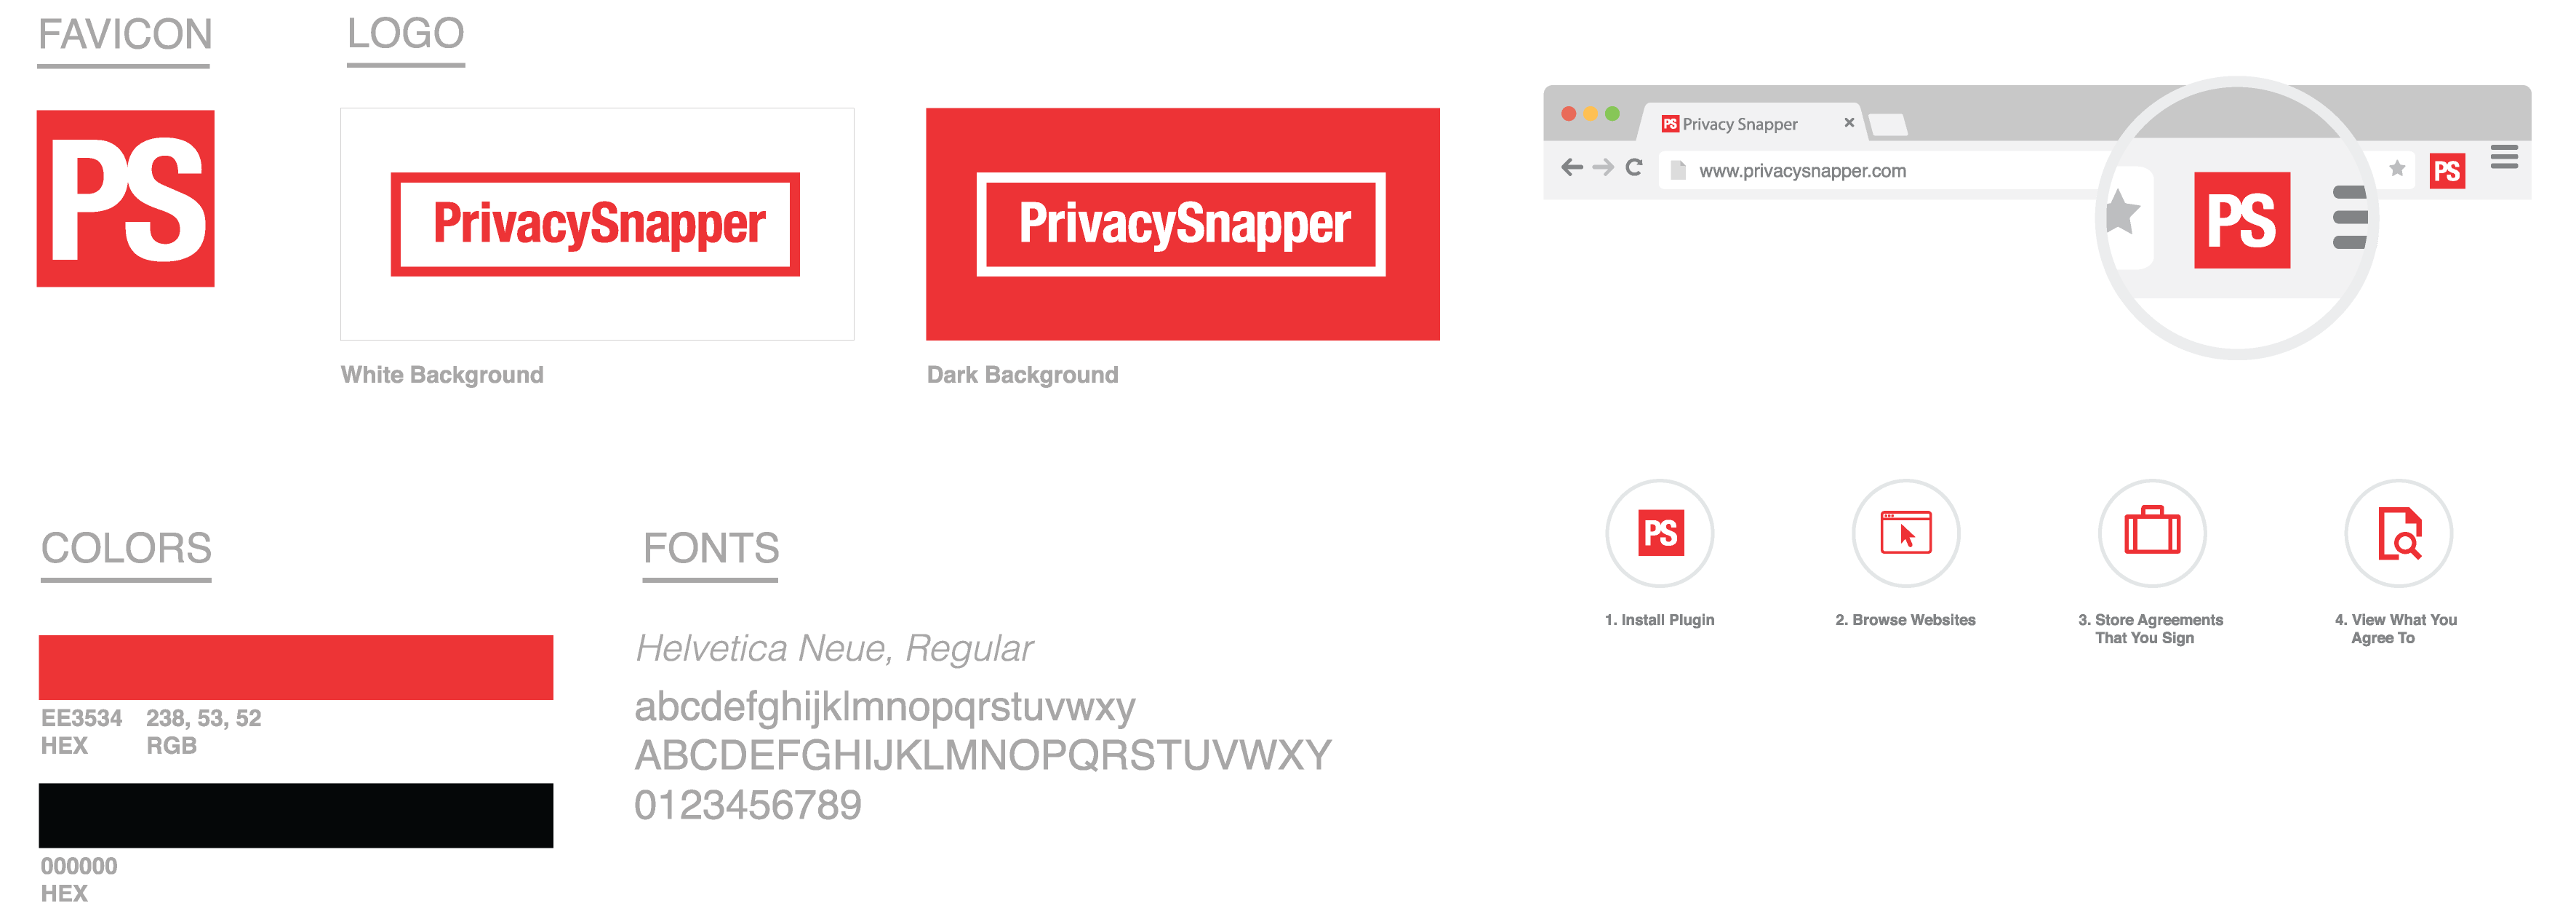 FAVICON
LOGO
PS
PrivacySnapper
PrivacySnapper
White Background
Dark Background
PS Privacy Snapper
www.privacysnapper.com
PS
PS
COLORS
EE3534 238, 53, 52
HEX RGB
000000
HEX
FONTS
Helvetica Neue, Regular
abcdefghijklmnopqrstuvwxy
ABCDEFGHIJKLMNOPQRSTUVWXY
0123456789
PS
1. Install Plugin
2. Browse Websites
3. Store Agreements
That You Sign
4. View What You
Agree To